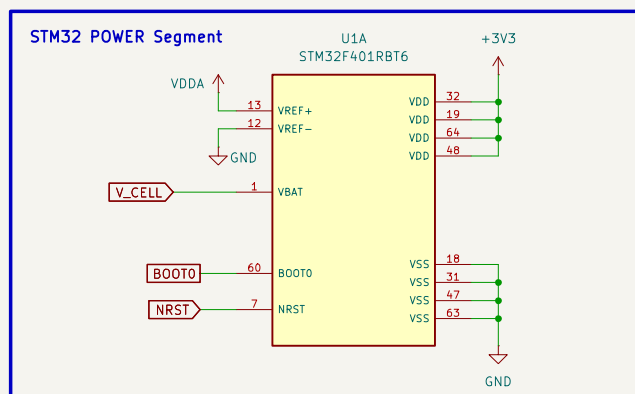 STM32 POWER Segment
U1A
STM32F401RBT6
+3V3
VDDA
13 VREF+
12 VREF-
GND
V_CELL
1 VBAT
BOOT0
60 BOOT0
NRST
7 NRST
VDD 32
VDD 19
VDD 64
VDD 48
VSS 18
VSS 31
VSS 47
VSS 63
GND